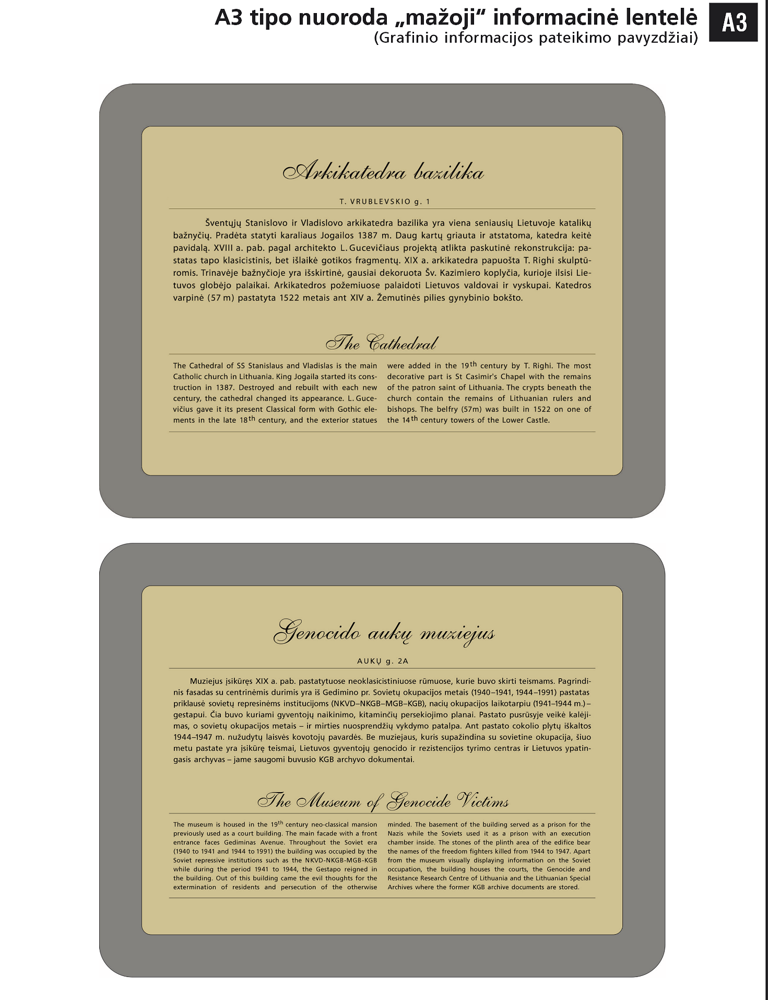 A3 tipo nuoroda „mažoji“ informacinė lentelė
A3
(Grafinio informacijos pateikimo pavyzdžiai)
Arkikatedra bazilika
T. VRUBLEVSKIO g. 1
Šventųjų Stanislovo ir Vladislovo arkikatedra bazilika yra viena seniausių Lietuvoje katalikų
bažnyčių. Pradėta statyti karaliaus Jogailos 1387 m. Daug kartų griauta ir atstatoma, katedra keitė
pavidalą. XVIII a. pab. pagal architekto L. Gucevičiaus projektą atlikta paskutinė rekonstrukcija: pa-
statas tapo klasicistinis, bet išlaikė gotikos fragmentų. XIX a. arkikatedra papuošta T. Righi skulptū-
romis. Trinavėje bažnyčioje yra išskirtinė, gausiai dekoruota Šv. Kazimiero koplyčia, kurioje ilsisi Lie-
tuvos globėjo palaikai. Arkikatedros požemiuose palaidoti Lietuvos valdovai ir vyskupai. Katedros
varpinė (57 m) pastatyta 1522 metais ant XIV a. Žemutinės pilies gynybinio bokšto.
The Cathedral
The Cathedral of SS Stanislaus and Vladislas is the main
Catholic church in Lithuania. King Jogaila started its cons-
truction in 1387. Destroyed and rebuilt with each new
century, the cathedral changed its appearance. L. Guce-
vičius gave it its present Classical form with Gothic ele-
ments in the late 18th century, and the exterior statues
were added in the 19th century by T. Righi. The most
decorative part is St Casimir's Chapel with the remains
of the patron saint of Lithuania. The crypts beneath the
church contain the remains of Lithuanian rulers and
bishops. The belfry (57m) was built in 1522 on one of
the 14th century towers of the Lower Castle.
Genocido aukų muziejus
AUKŲ g. 2A
Muziejus įsikūręs XIX a. pab. pastatytuose neoklasicistiniuose rūmuose, kurie buvo skirti teismams. Pagrindi-
nis fasadas su centrinėmis durimis yra iš Gedimino pr. Sovietų okupacijos metais (1940–1941, 1944–1991) pastatas
priklausė sovietų represinėms institucijoms (NKVD–NKGB–MGB–KGB), nacių okupacijos laikotarpiu (1941–1944 m.) –
gestapui. Čia buvo kuriami gyventojų naikinimo, kitaminčių persekiojimo planai. Pastato pusrūsyje veikė kalėji-
mas, o sovietų okupacijos metais – ir mirties nuosprendžių vykdymo patalpa. Ant pastato cokolio plytų iškaltos
1944–1947 m. nužudytų laisvės kovotojų pavardės. Be muziejaus, kuris supažindina su sovietine okupacija, šiuo
metu pastate yra įsikūrę teismai, Lietuvos gyventojų genocido ir rezistencijos tyrimo centras ir Lietuvos ypatin-
gasis archyvas – jame saugomi buvusio KGB archyvo dokumentai.
The Museum of Genocide Victims
The museum is housed in the 19th century neo-classical mansion
previously used as a court building. The main facade with a front
entrance faces Gediminas Avenue. Throughout the Soviet era
(1940 to 1941 and 1944 to 1991) the building was occupied by the
Soviet repressive institutions such as the NKVD-NKGB-MGB-KGB
while during the period 1941 to 1944, the Gestapo reigned in
the building. Out of this building came the evil thoughts for the
extermination of residents and persecution of the otherwise
minded. The basement of the building served as a prison for the
Nazis while the Soviets used it as a prison with an execution
chamber inside. The stones of the plinth area of the edifice bear
the names of the freedom fighters killed from 1944 to 1947. Apart
from the museum visually displaying information on the Soviet
occupation, the building houses the courts, the Genocide and
Resistance Research Centre of Lithuania and the Lithuanian Special
Archives where the former KGB archive documents are stored.